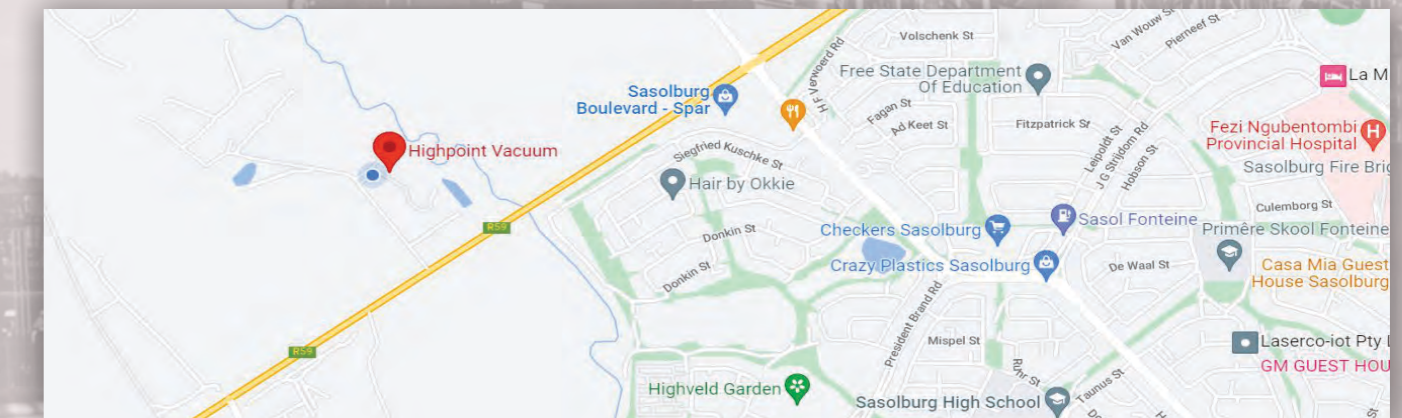 Volschenk St
Van Wouw St
Pierneef St
H F Verwoerd Rd
Free State Department
Of Education
La M
Sasolburg
Boulevard - Spar
Fagan St
Ad Keet St
Fitzpatrick St
Leipoldt St
J G Strijdom Rd
Hobson St
Fezi Ngubentombi
Provincial Hospital
H
Sasolburg Fire Brig
Highpoint Vacuum
Siegfried Kuschke St
Hair by Okkie
Culemborg St
R59
Donkin St
Checkers Sasolburg
Sasol Fonteine
Primêre Skool Fonteine
Donkin St
Crazy Plastics Sasolburg
De Waal St
Casa Mia Guest
House Sasolburg
President Brand Rd
Mispel St
Laserco-iot Pty L
GM GUEST HOU
R59
Highveld Garden
Ruhr St
Taunus St
Sasolburg High School